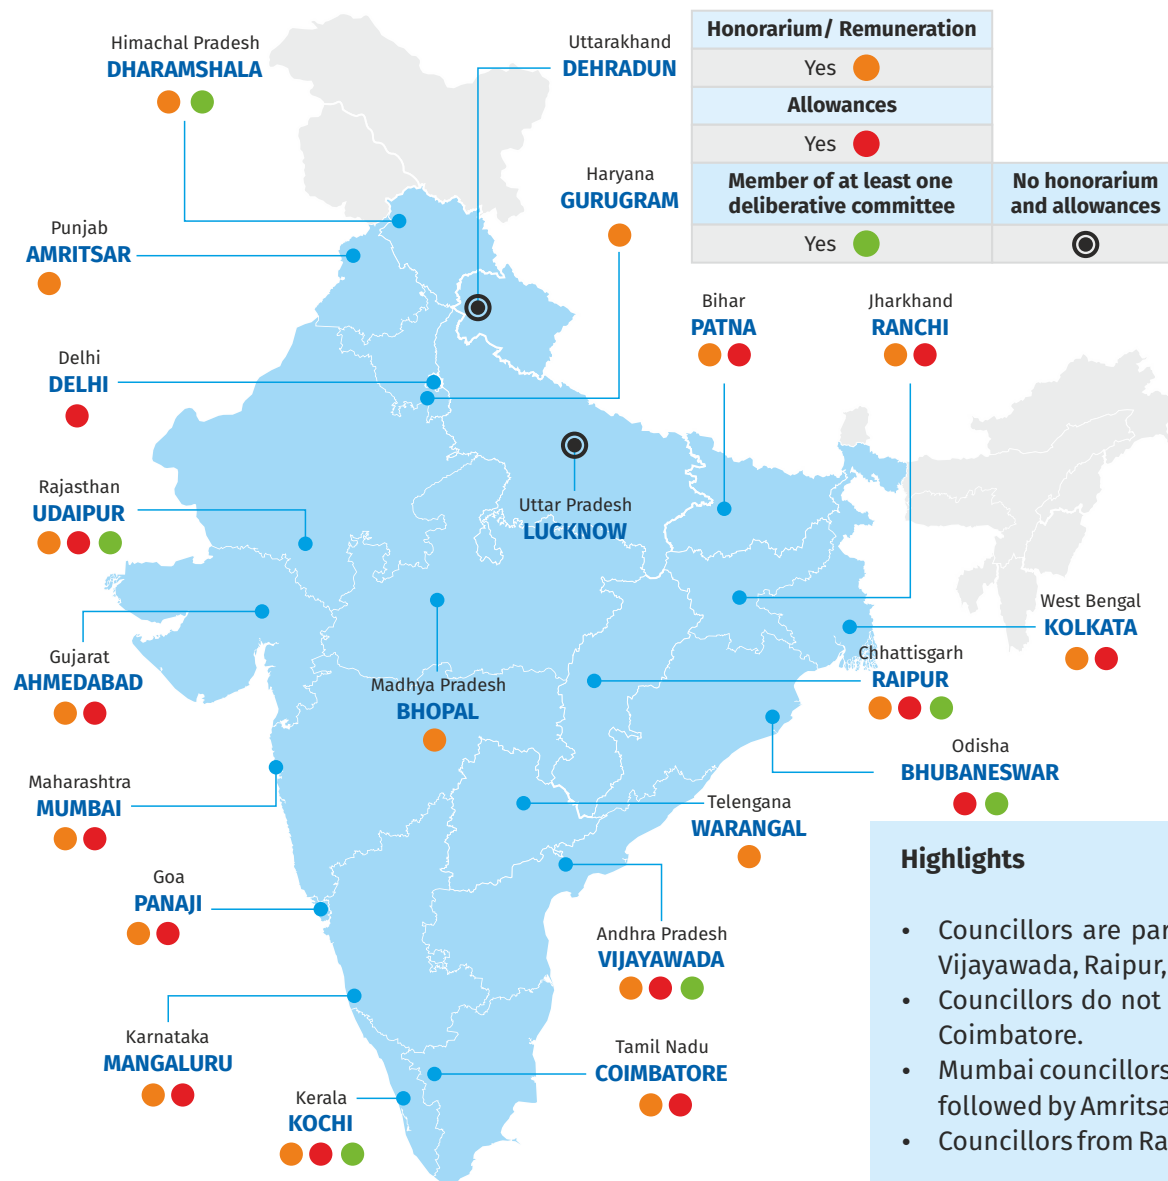 Himachal Pradesh
DHARAMSHALA
Uttarakhand
DEHRADUN
Honorarium/ Remuneration
Yes
Allowances
Yes
Member of at least one
deliberative committee
No honorarium
and allowances
Yes
Haryana
GURUGRAM
Punjab
AMRITSAR
Bihar
PATNA
Jharkhand
RANCHI
Delhi
DELHI
Rajasthan
UDAIPUR
Uttar Pradesh
LUCKNOW
West Bengal
KOLKATA
Gujarat
AHMEDABAD
Madhya Pradesh
BHOPAL
Chhattisgarh
RAIPUR
Odisha
BHUBANESWAR
Maharashtra
MUMBAI
Telengana
WARANGAL
Goa
PANAJI
Andhra Pradesh
VIJAYAWADA
Karnataka
MANGALURU
Tamil Nadu
COIMBATORE
Kerala
KOCHI
Highlights
• Councillors are par
Vijayawada, Raipur,
• Councillors do not
Coimbatore.
• Mumbai councillors
followed by Amritsa
• Councillors from Ra